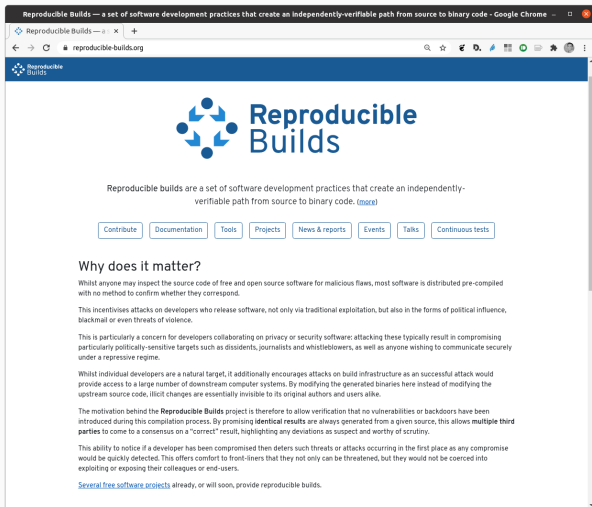 Reproducible Builds — a set of software development practices that create an independently-verifiable path from source to binary code - Google Chrome
Reproducible Builds — a
reproducible-builds.org
Reproducible
Builds
Reproducible
Builds
Reproducible builds are a set of software development practices that create an independently-
verifiable path from source to binary code. (more)
Contribute
Documentation
Tools
Projects
News & reports
Events
Talks
Continuous tests
Why does it matter?
Whilst anyone may inspect the source code of free and open source software for malicious flaws, most software is distributed pre-compiled
with no method to confirm whether they correspond.
This incentivises attacks on developers who release software, not only via traditional exploitation, but also in the forms of political influence,
blackmail or even threats of violence.
This is particularly a concern for developers collaborating on privacy or security software: attacking these typically result in compromising
particularly politically-sensitive targets such as dissidents, journalists and whistleblowers, as well as anyone wishing to communicate securely
under a repressive regime.
Whilst individual developers are a natural target, it additionally encourages attacks on build infrastructure as an successful attack would
provide access to a large number of downstream computer systems. By modifying the generated binaries here instead of modifying the
upstream source code, illicit changes are essentially invisible to its original authors and users alike.
The motivation behind the Reproducible Builds project is therefore to allow verification that no vulnerabilities or backdoors have been
introduced during this compilation process. By promising identical results are always generated from a given source, this allows multiple third
parties to come to a consensus on a “correct” result, highlighting any deviations as suspect and worthy of scrutiny.
This ability to notice if a developer has been compromised then deters such threats or attacks occurring in the first place as any compromise
would be quickly detected. This offers comfort to front-liners that they not only can be threatened, but they would not be coerced into
exploiting or exposing their colleagues or end-users.
Several free software projects already, or will soon, provide reproducible builds.